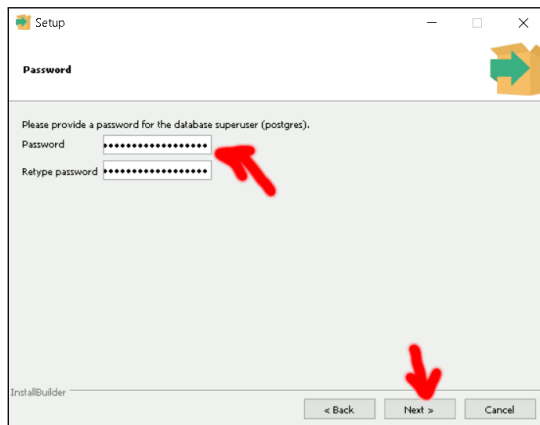 Setup
Password
Please provide a password for the database superuser (postgres).
Password ••••••••••••••••••
Retype password ••••••••••••••••••
InstallBuilder
< Back Next > Cancel